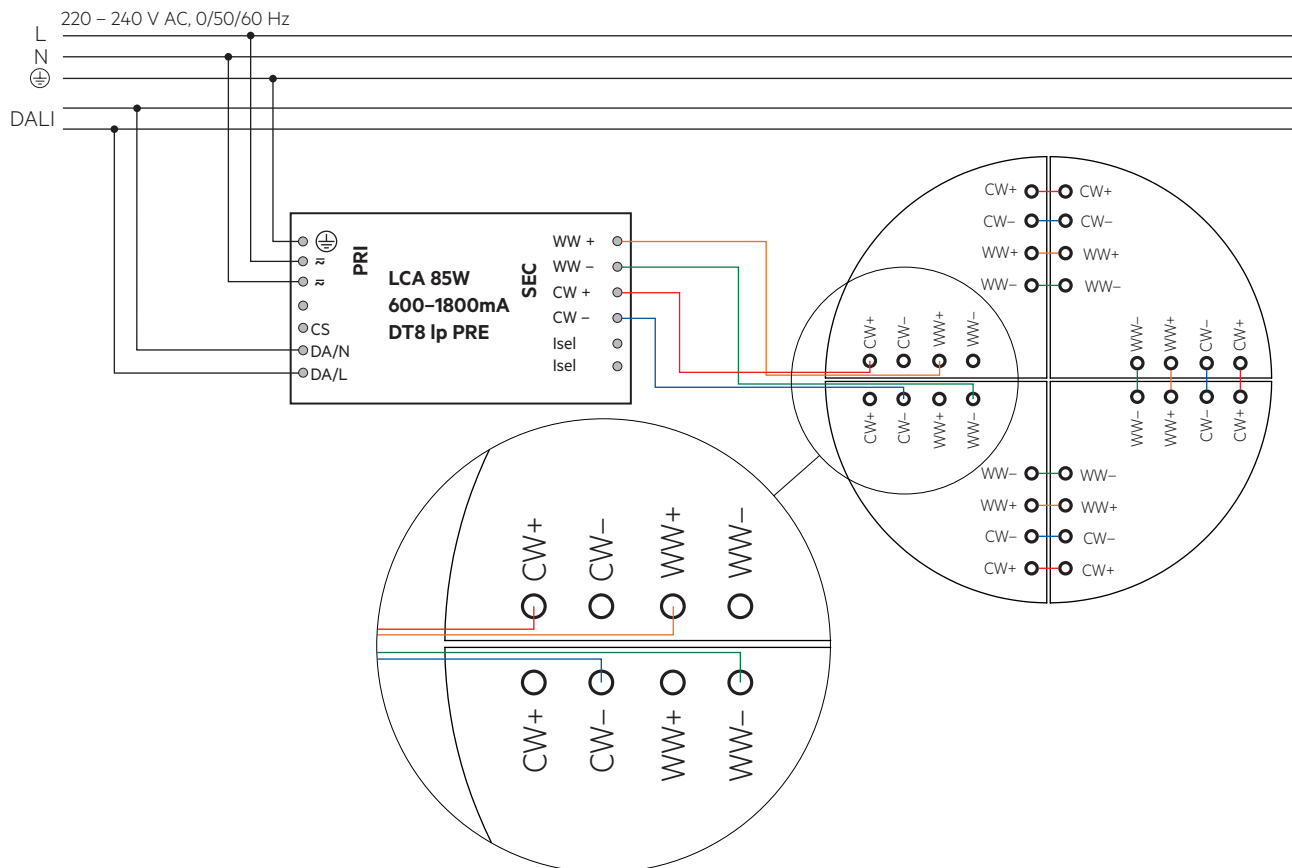 220 – 240 V AC, 0/50/60 Hz
L
N
DALI
PRI
LCA 85W
600–1800mA
DT8 lp PRE
SEC
CS
DA/N
DA/L
WW +
WW –
CW +
CW –
Isel
Isel
CW+ CW+
CW– CW–
WW+ WW+
WW– WW–
CW+ CW– WW+ WW–
CW+ CW– WW+ WW–
WW– WW+ CW– CW+
WW– WW+ CW– CW+
WW– WW–
WW+ WW+
CW– CW–
CW+ CW+
CW+ CW– WW+ WW–
CW+ CW– WW+ WW–